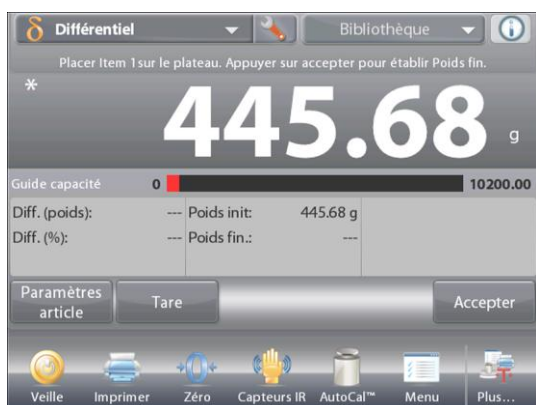 δ Différentiel Bibliothèque
Placer Item 1sur le plateau. Appuyer sur accepter pour établir Poids fin.
* 445.68 g
Guide capacité 0 10200.00
Diff. (poids): --- Poids init: 445.68 g
Diff. (%): --- Poids fin.: ---
Paramètres
article Tare Accepter
Veille Imprimer Zéro Capteurs IR AutoCal™ Menu Plus...